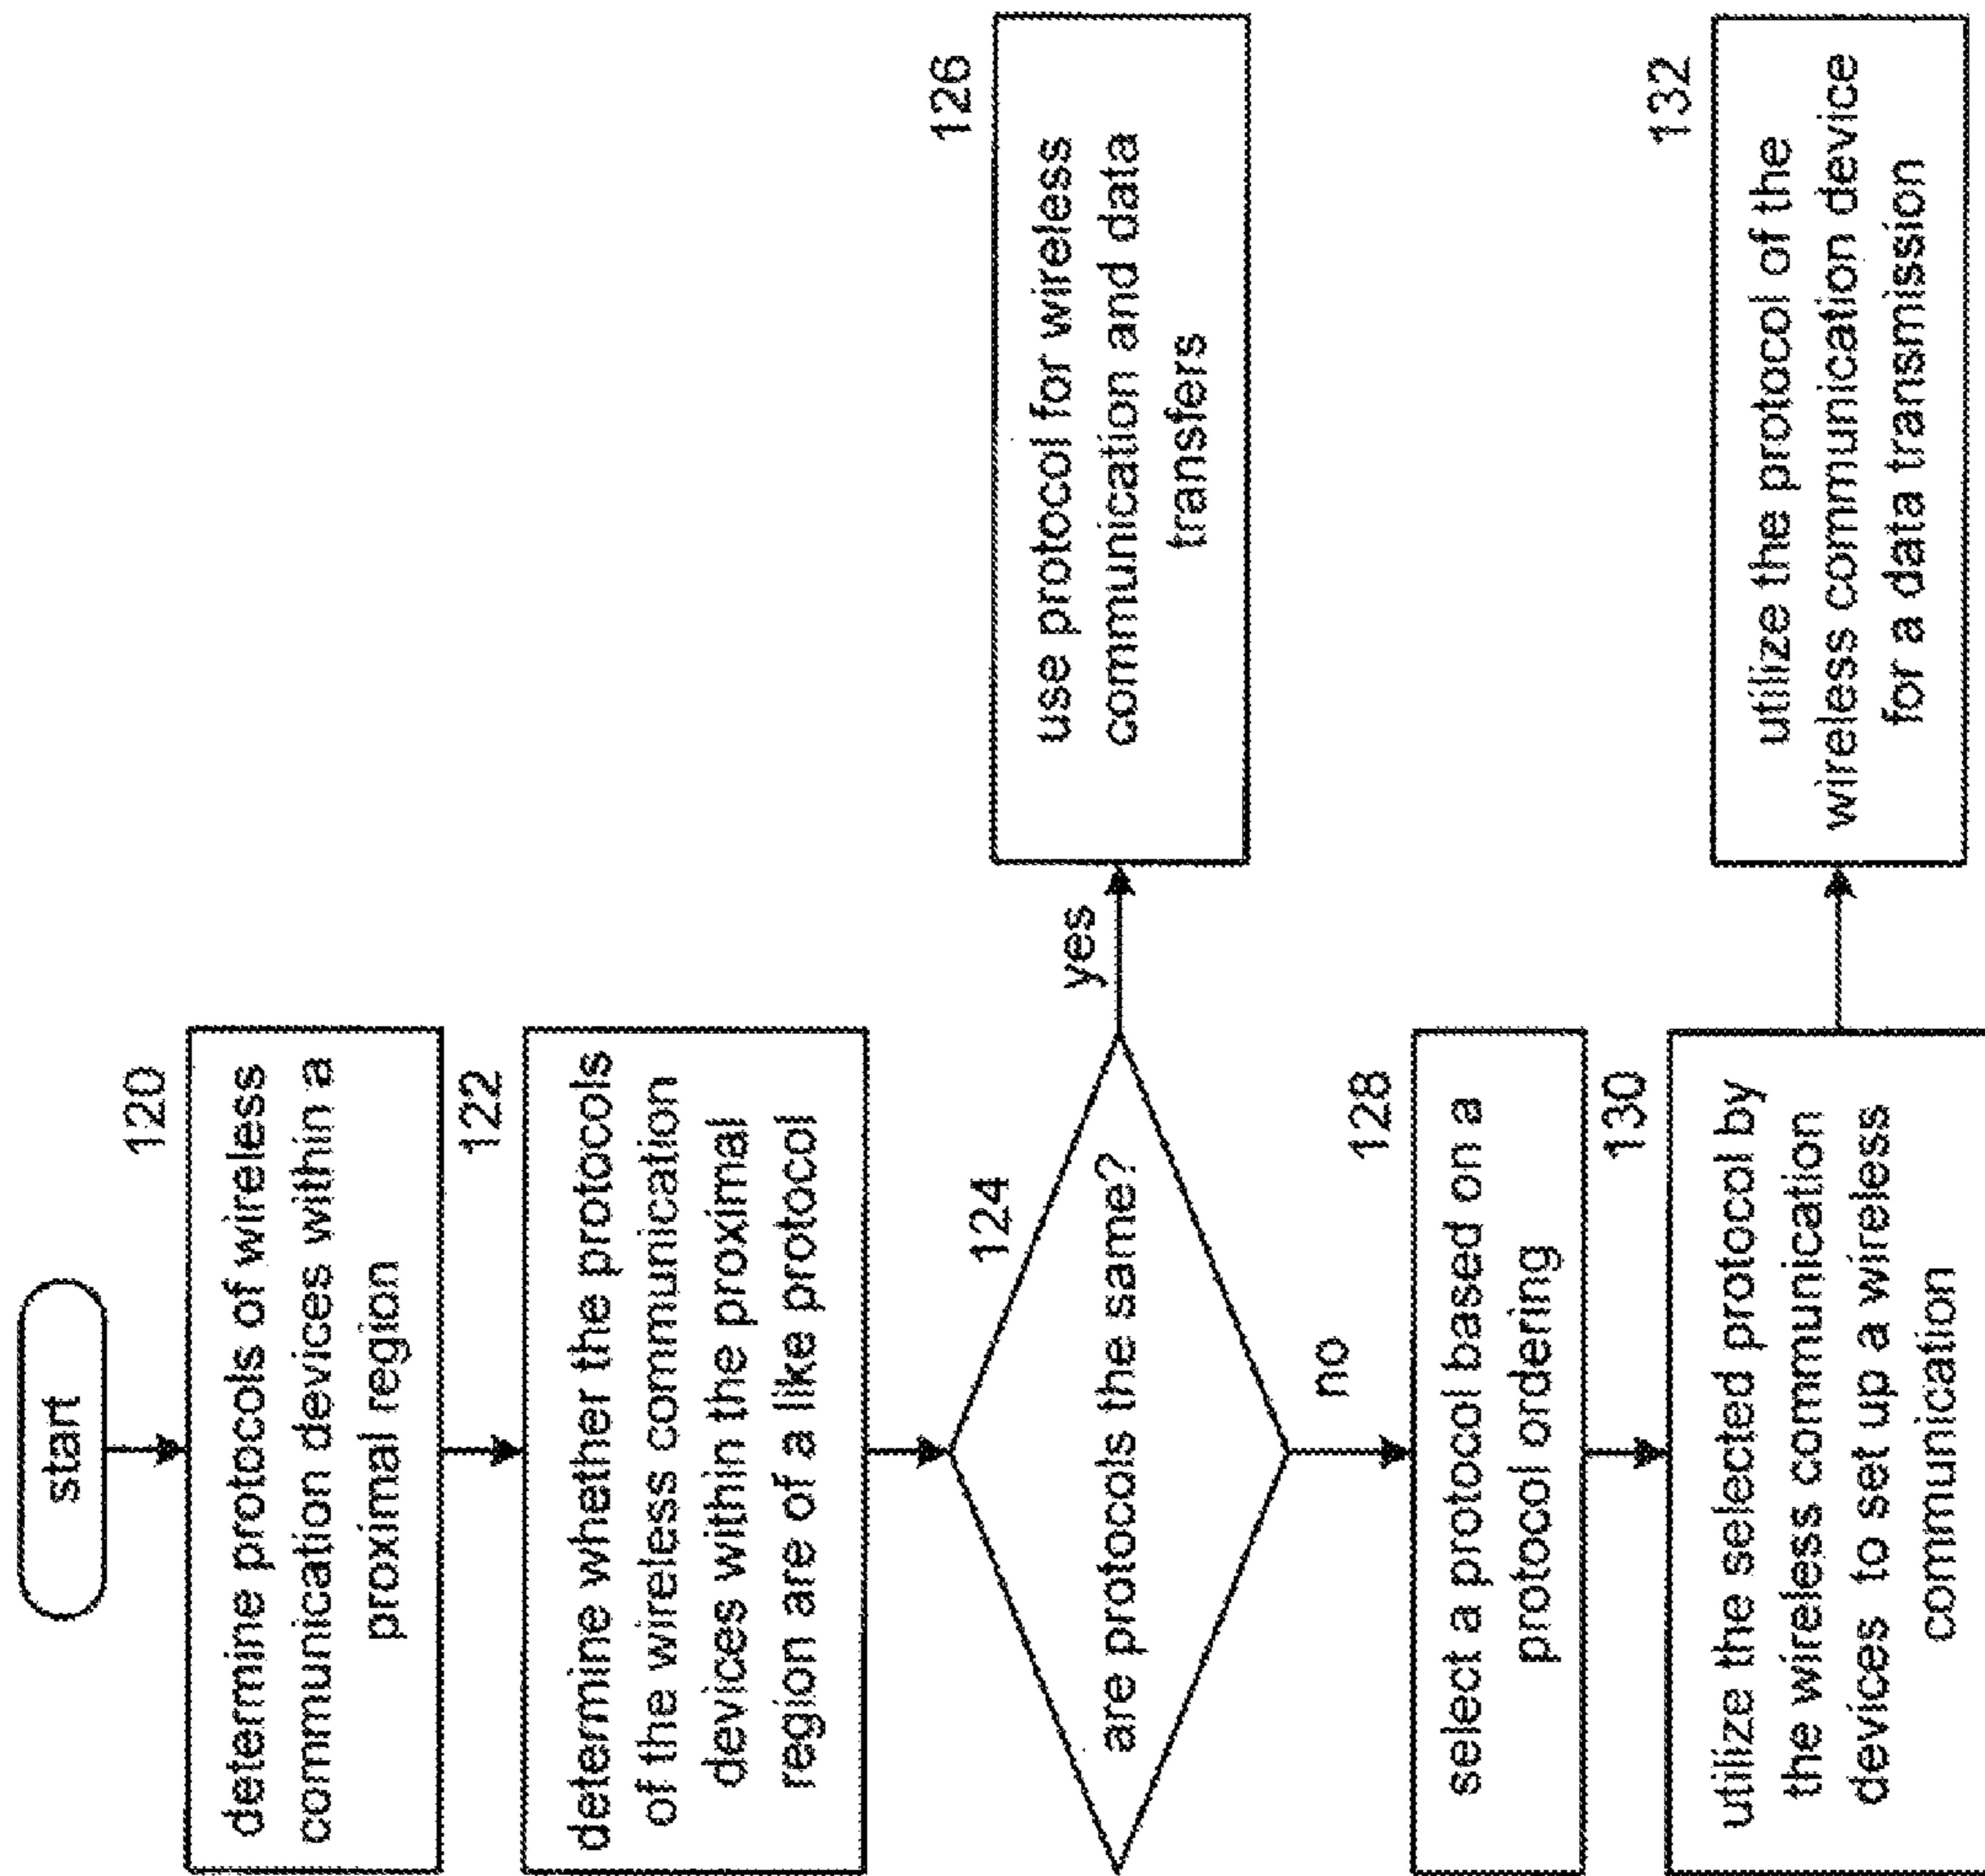 start
120
determine protocols of wireless
communication devices within a
proximal region
122
determine whether the protocols
of the wireless communication
devices within the proximal
region are of a like protocol
124
are protocols the same?
yes
126
use protocol for wireless
communication and data
transfers
no
128
select a protocol based on a
protocol ordering
130
utilize the selected protocol by
the wireless communication
devices to set up a wireless
communication
132
utilize the protocol of the
wireless communication device
for a data transmission